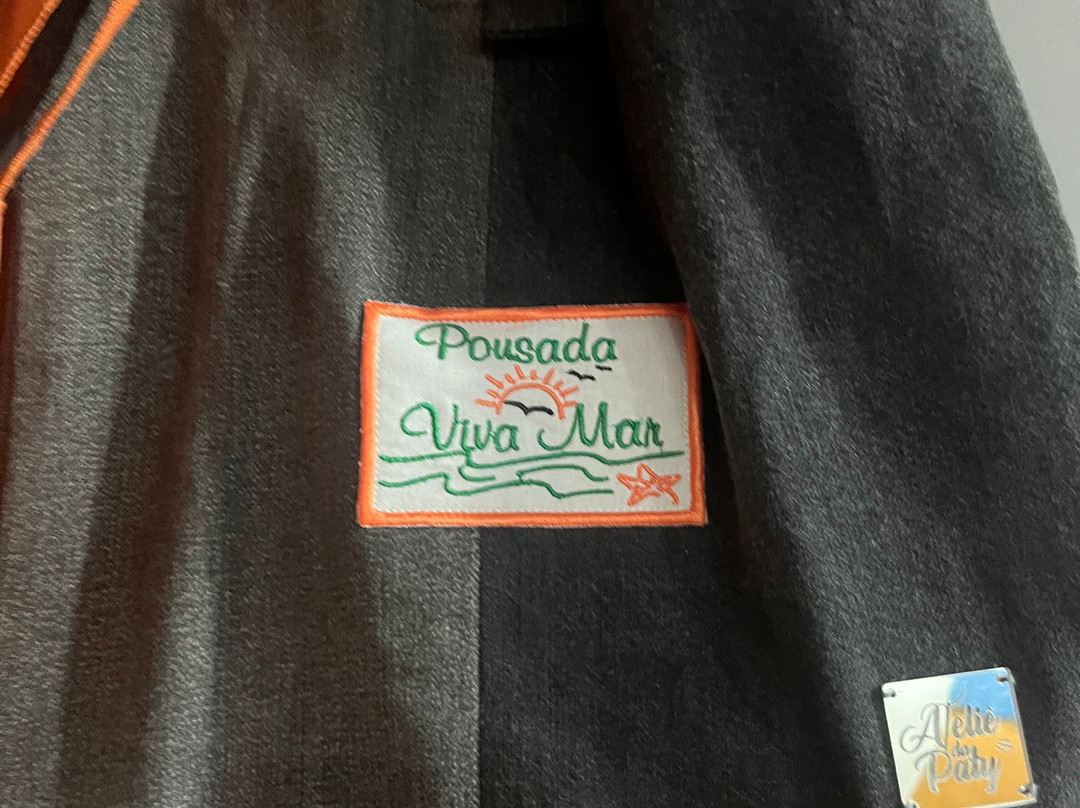 Pousada
Viva Mar
Ateliê
da
Paty